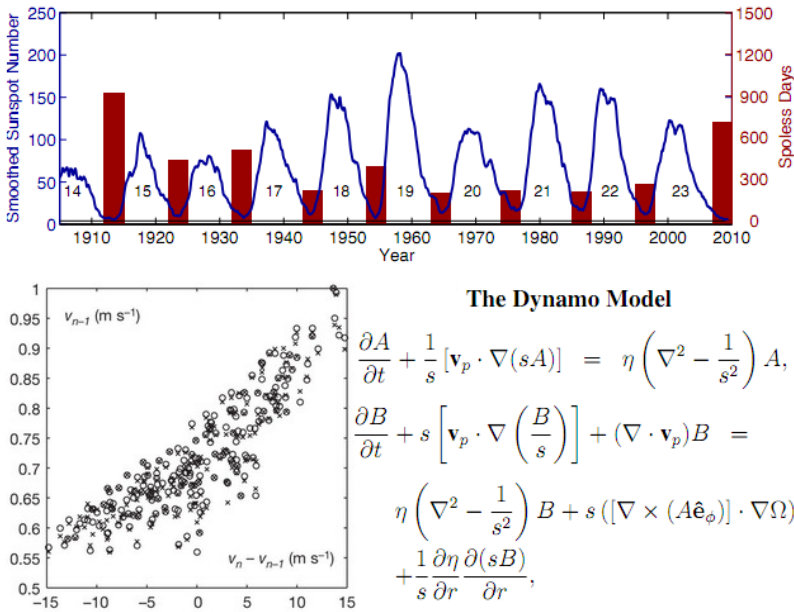 250
200
150
100
50
0
Smoothed Sunspot Number
1500
1200
900
600
300
0
Spoless Days
14 15 16 17 18 19 20 21 22 23
1910 1920 1930 1940 1950 1960 1970 1980 1990 2000 2010
Year
1
0.95
0.9
0.85
0.8
0.75
0.7
0.65
0.6
0.55
0.5
vₙ₋₁ (m s⁻¹)
vₙ − vₙ₋₁ (m s⁻¹)
−15 −10 −5 0 5 10 15
The Dynamo Model
∂A/∂t + 1/s [v_p · ∇(sA)] = η (∇² − 1/s²) A,
∂B/∂t + s [v_p · ∇ (B/s)] + (∇ · v_p)B =
η (∇² − 1/s²) B + s ([∇ × (Aê_ϕ)] · ∇Ω)
+ 1/s ∂η/∂r ∂(sB)/∂r,